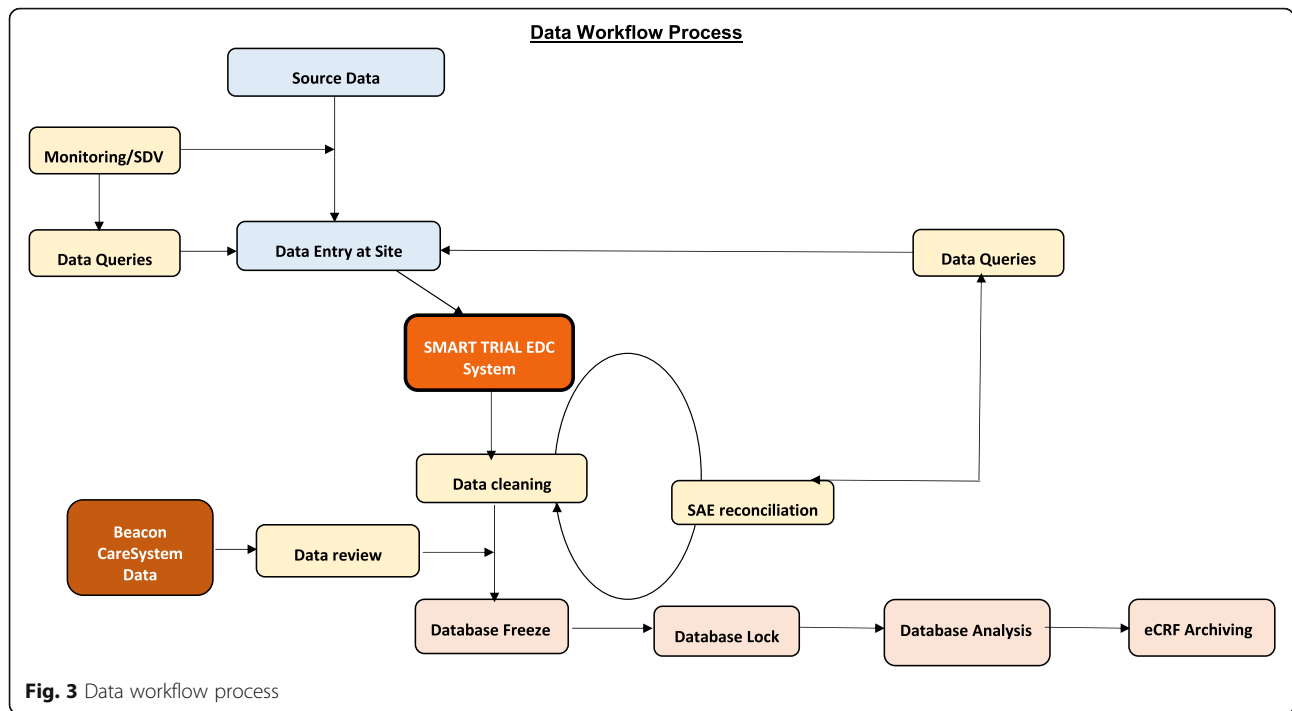 Data Workflow Process
Source Data
Monitoring/SDV
Data Queries
Data Entry at Site
Data Queries
SMART TRIAL EDC
System
Data cleaning
SAE reconciliation
Beacon
CareSystem
Data
Data review
Database Freeze
Database Lock
Database Analysis
eCRF Archiving
Fig. 3 Data workflow process